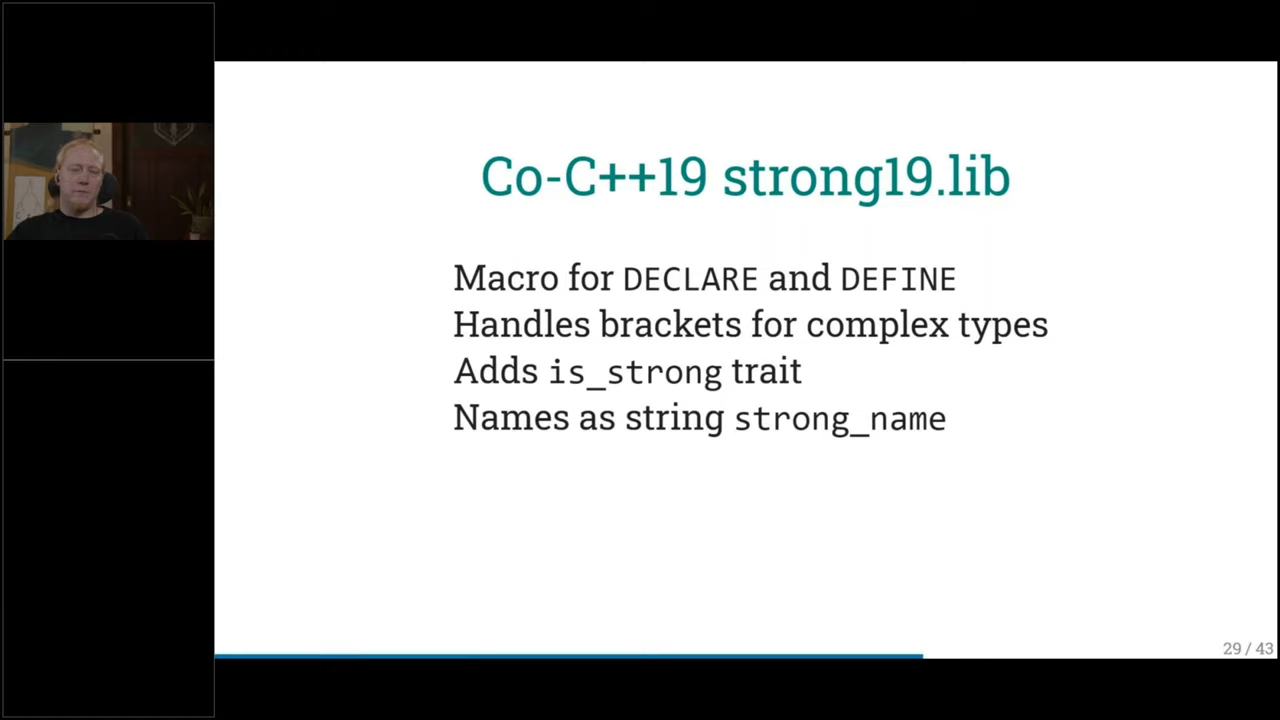 Co-C++19 strong19.lib
Macro for DECLARE and DEFINE
Handles brackets for complex types
Adds is_strong trait
Names as string strong_name
29 / 43